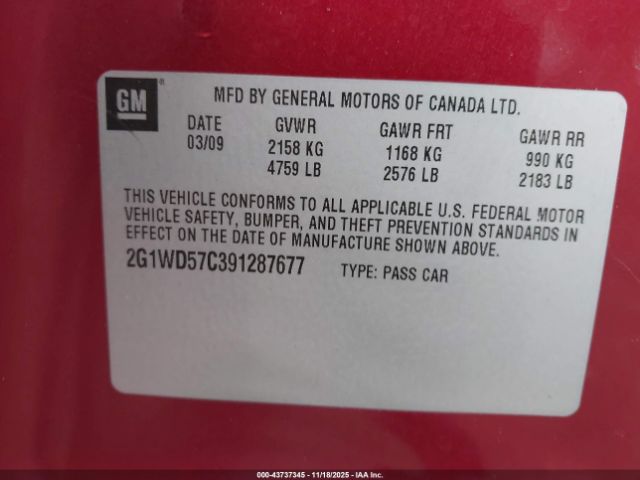 GM ®
MFD BY GENERAL MOTORS OF CANADA LTD.
DATE GVWR GAWR FRT GAWR RR
03/09 2158 KG 1168 KG 990 KG
4759 LB 2576 LB 2183 LB
THIS VEHICLE CONFORMS TO ALL APPLICABLE U.S. FEDERAL MOTOR
VEHICLE SAFETY, BUMPER, AND THEFT PREVENTION STANDARDS IN
EFFECT ON THE DATE OF MANUFACTURE SHOWN ABOVE.
2G1WD57C391287677 TYPE: PASS CAR
000-43737345 - 11/18/2025 - IAA Inc.